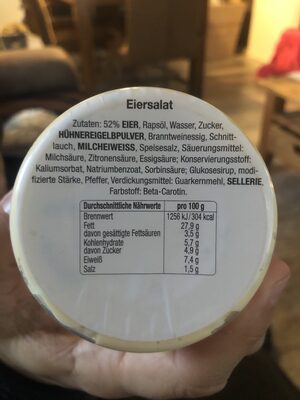 Eiersalat
Zutaten: 52% EIER, Rapsöl, Wasser, Zucker,
HÜHNEREIGELBPULVER, Branntweinessig, Schnitt-
lauch, MILCHEIWEISS, Speisesalz, Säuerungsmittel:
Milchsäure, Zitronensäure, Essigsäure; Konservierungsstoff:
Kaliumsorbat, Natriumbenzoat, Sorbinsäure; Glukosesirup, modi-
fizierte Stärke, Pfeffer, Verdickungsmittel: Guarkernmehl, SELLERIE,
Farbstoff: Beta-Carotin.
Durchschnittliche Nährwerte pro 100 g
Brennwert 1256 kJ/304 kcal
Fett 27,9 g
davon gesättigte Fettsäuren 3,5 g
Kohlenhydrate 5,7 g
davon Zucker 4,9 g
Eiweiß 7,4 g
Salz 1,5 g